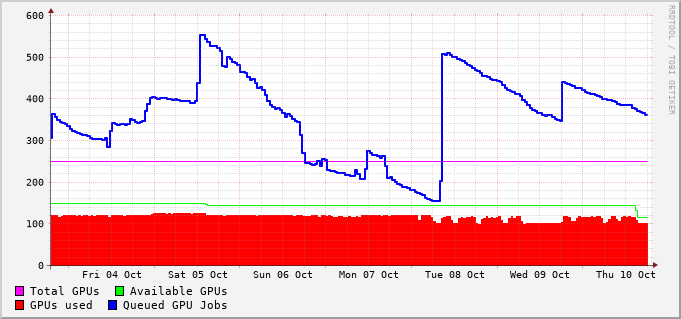 600
500
400
300
200
100
0
Fri 04 Oct Sat 05 Oct Sun 06 Oct Mon 07 Oct Tue 08 Oct Wed 09 Oct Thu 10 Oct
Total GPUs Available GPUs
GPUs used Queued GPU Jobs
RRDTOOL / TOBI OETIKER